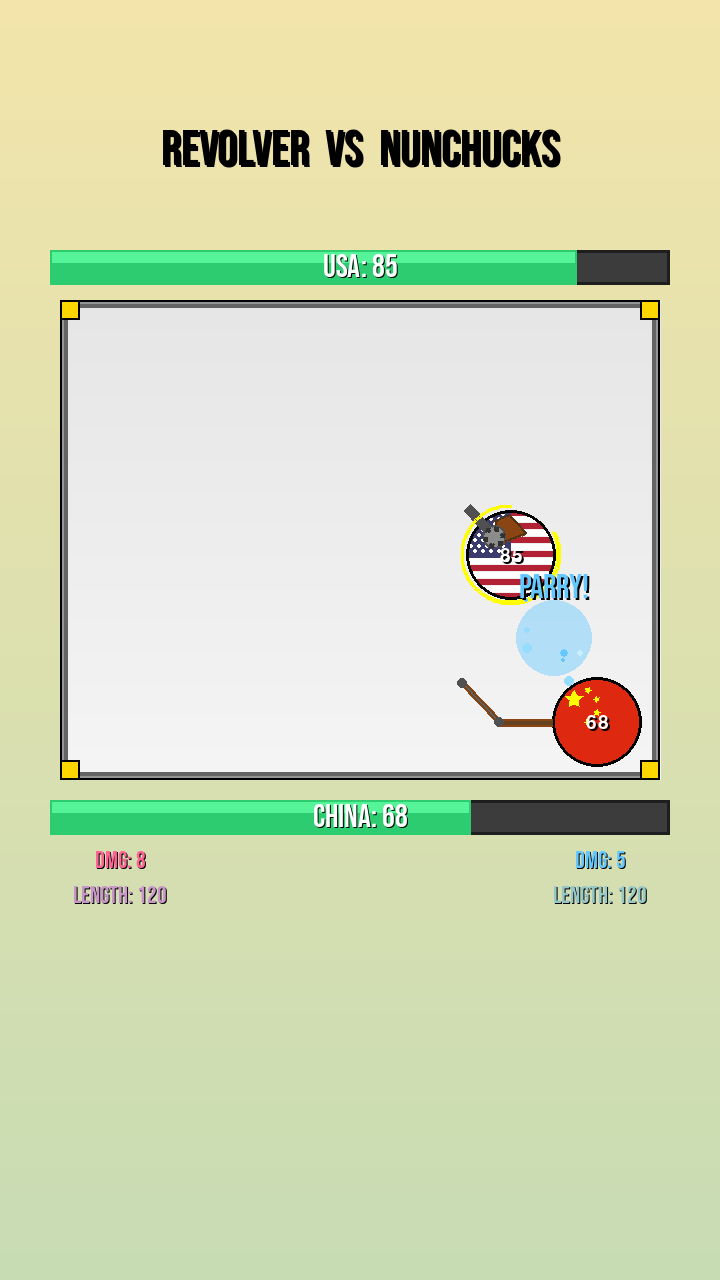 REVOLVER VS NUNCHUCKS
USA: 85
85
PARRY!
68
CHINA: 68
DMG: 8
DMG: 5
LENGTH: 120
LENGTH: 120